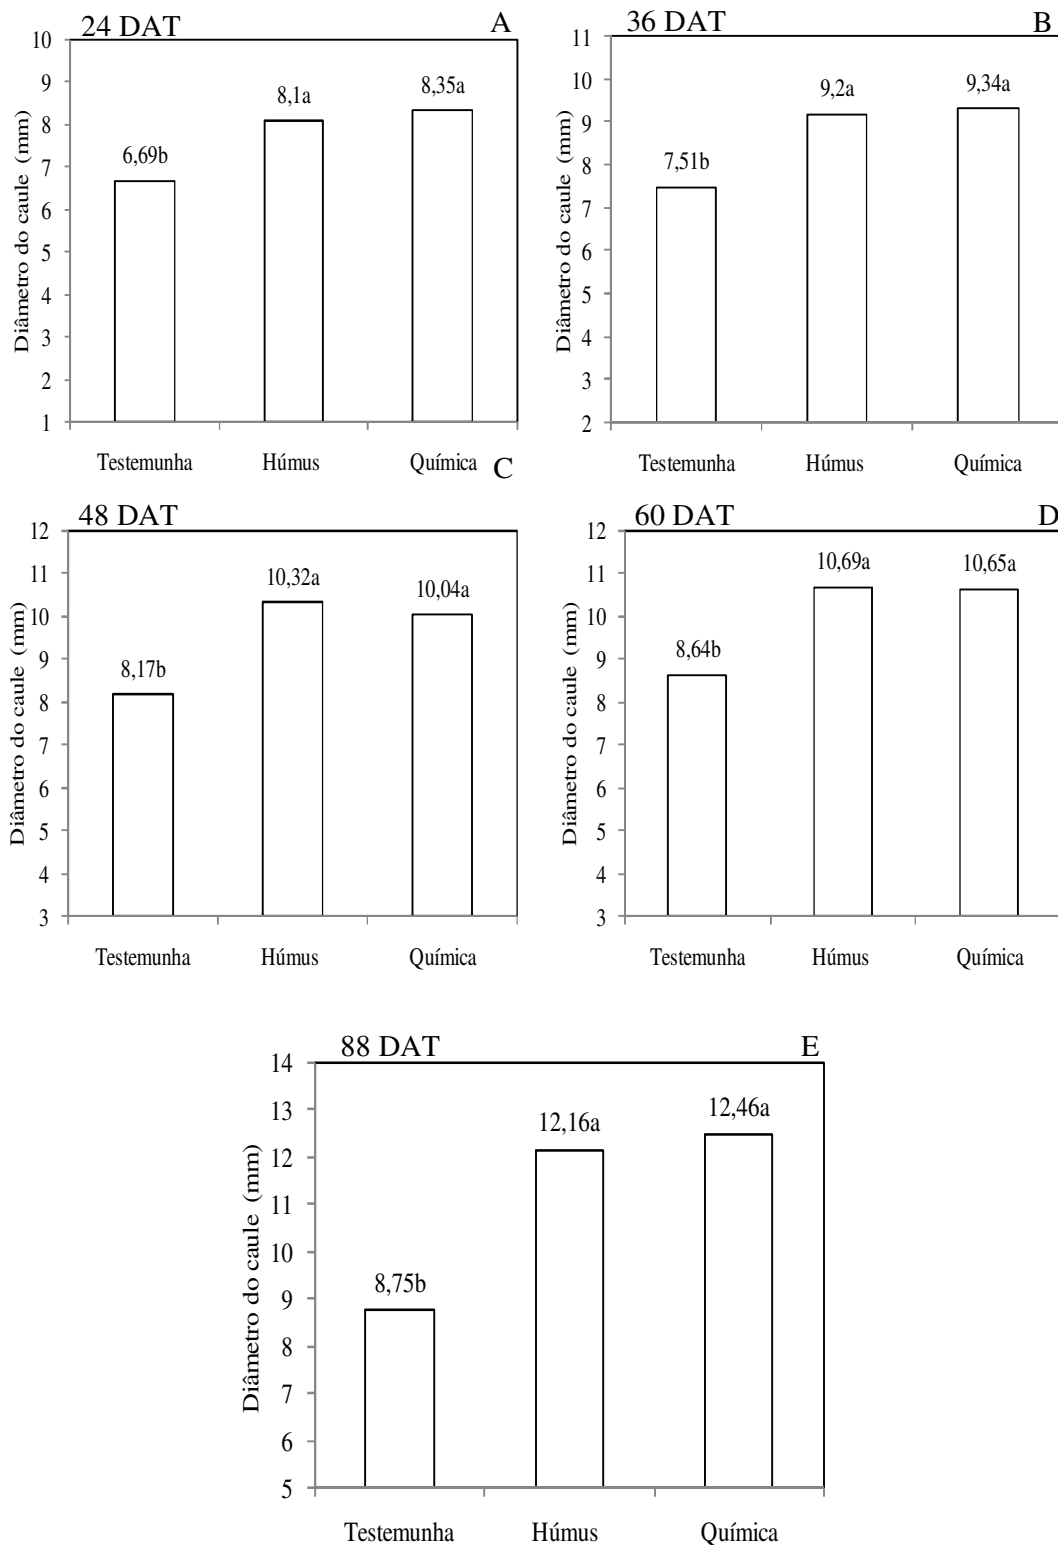 24 DAT
A
Diâmetro do caule (mm)
10
9
8
7
6
5
4
3
2
1
6,69b
8,1a
8,35a
Testemunha
Húmus
Química
36 DAT
B
Diâmetro do caule (mm)
11
10
9
8
7
6
5
4
3
2
7,51b
9,2a
9,34a
Testemunha
Húmus
Química
48 DAT
C
Diâmetro do caule (mm)
12
11
10
9
8
7
6
5
4
3
8,17b
10,32a
10,04a
Testemunha
Húmus
Química
60 DAT
D
Diâmetro do caule (mm)
12
11
10
9
8
7
6
5
4
3
8,64b
10,69a
10,65a
Testemunha
Húmus
Química
88 DAT
E
Diâmetro do caule (mm)
14
13
12
11
10
9
8
7
6
5
8,75b
12,16a
12,46a
Testemunha
Húmus
Química